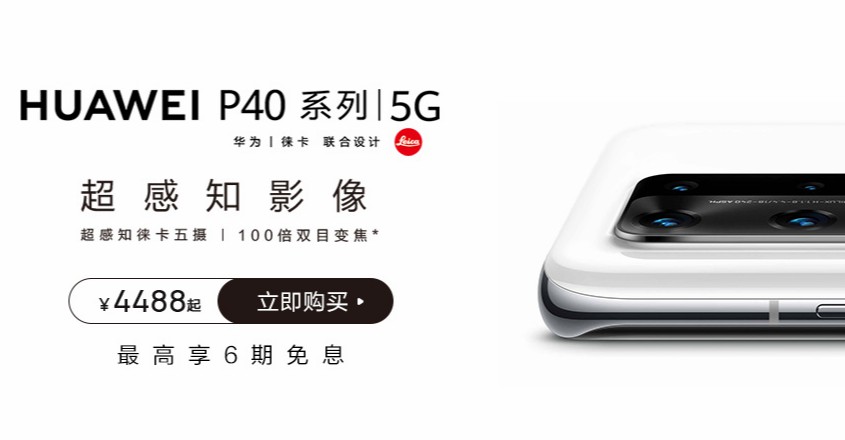 HUAWEI P40 系列|5G
华为 | 徕卡 联合设计 Leica
超感知影像
超感知徕卡五摄 | 100倍双目变焦*
¥4488起 立即购买
最高享6期免息